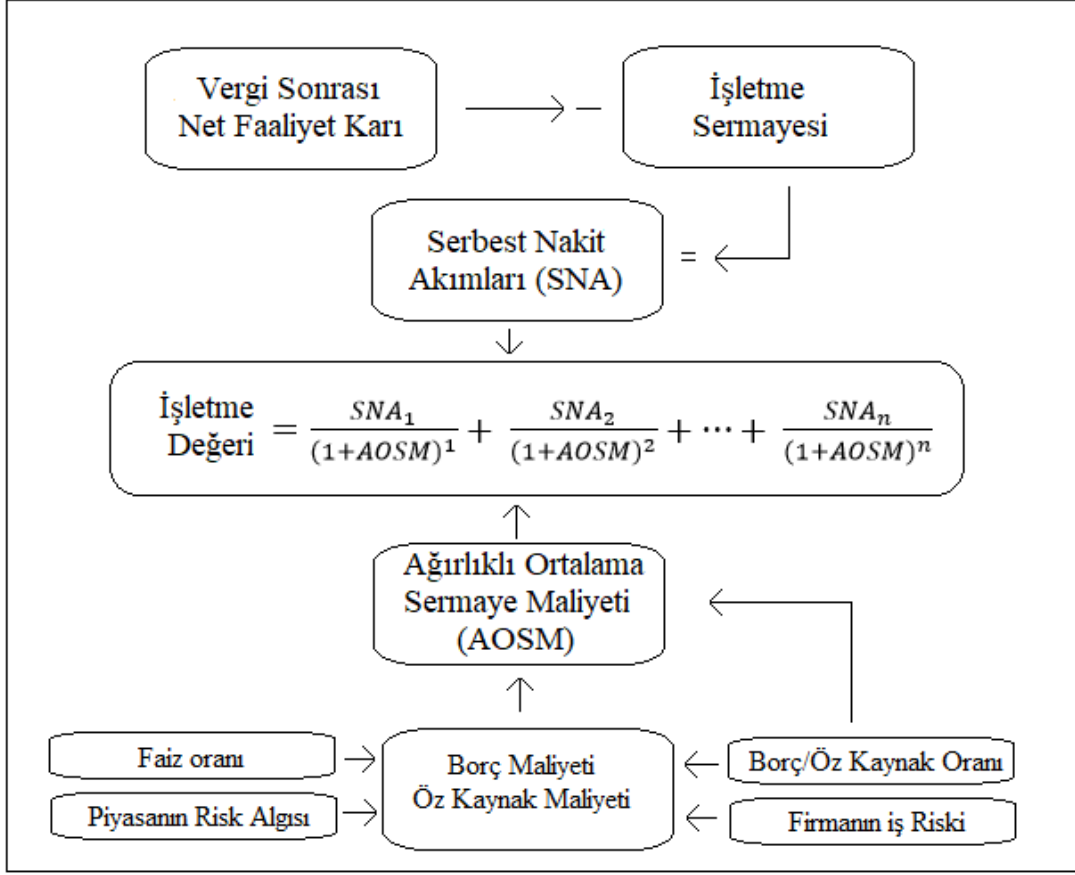 Vergi Sonrası
Net Faaliyet Karı
−
İşletme
Sermayesi
Serbest Nakit
Akımları (SNA)
=
İşletme
Değeri
= SNA₁/(1+AOSM)¹ + SNA₂/(1+AOSM)² + ⋯ + SNAₙ/(1+AOSM)ⁿ
Ağırlıklı Ortalama
Sermaye Maliyeti
(AOSM)
Faiz oranı
Piyasanın Risk Algısı
Borç Maliyeti
Öz Kaynak Maliyeti
Borç/Öz Kaynak Oranı
Firmanın iş Riski